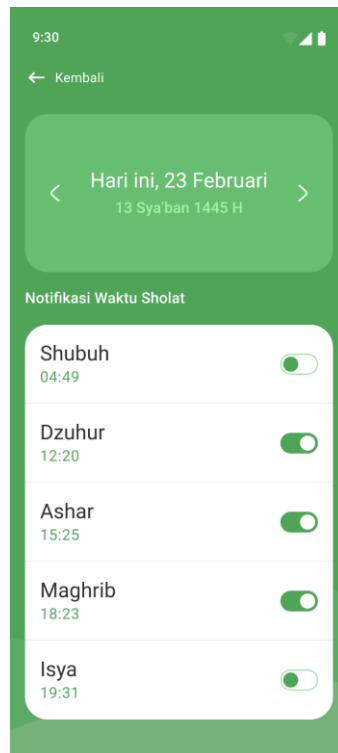 9:30
Kembali
Hari ini, 23 Februari
13 Sya'ban 1445 H
Notifikasi Waktu Sholat
Shubuh
04:49
Dzuhur
12:20
Ashar
15:25
Maghrib
18:23
Isya
19:31